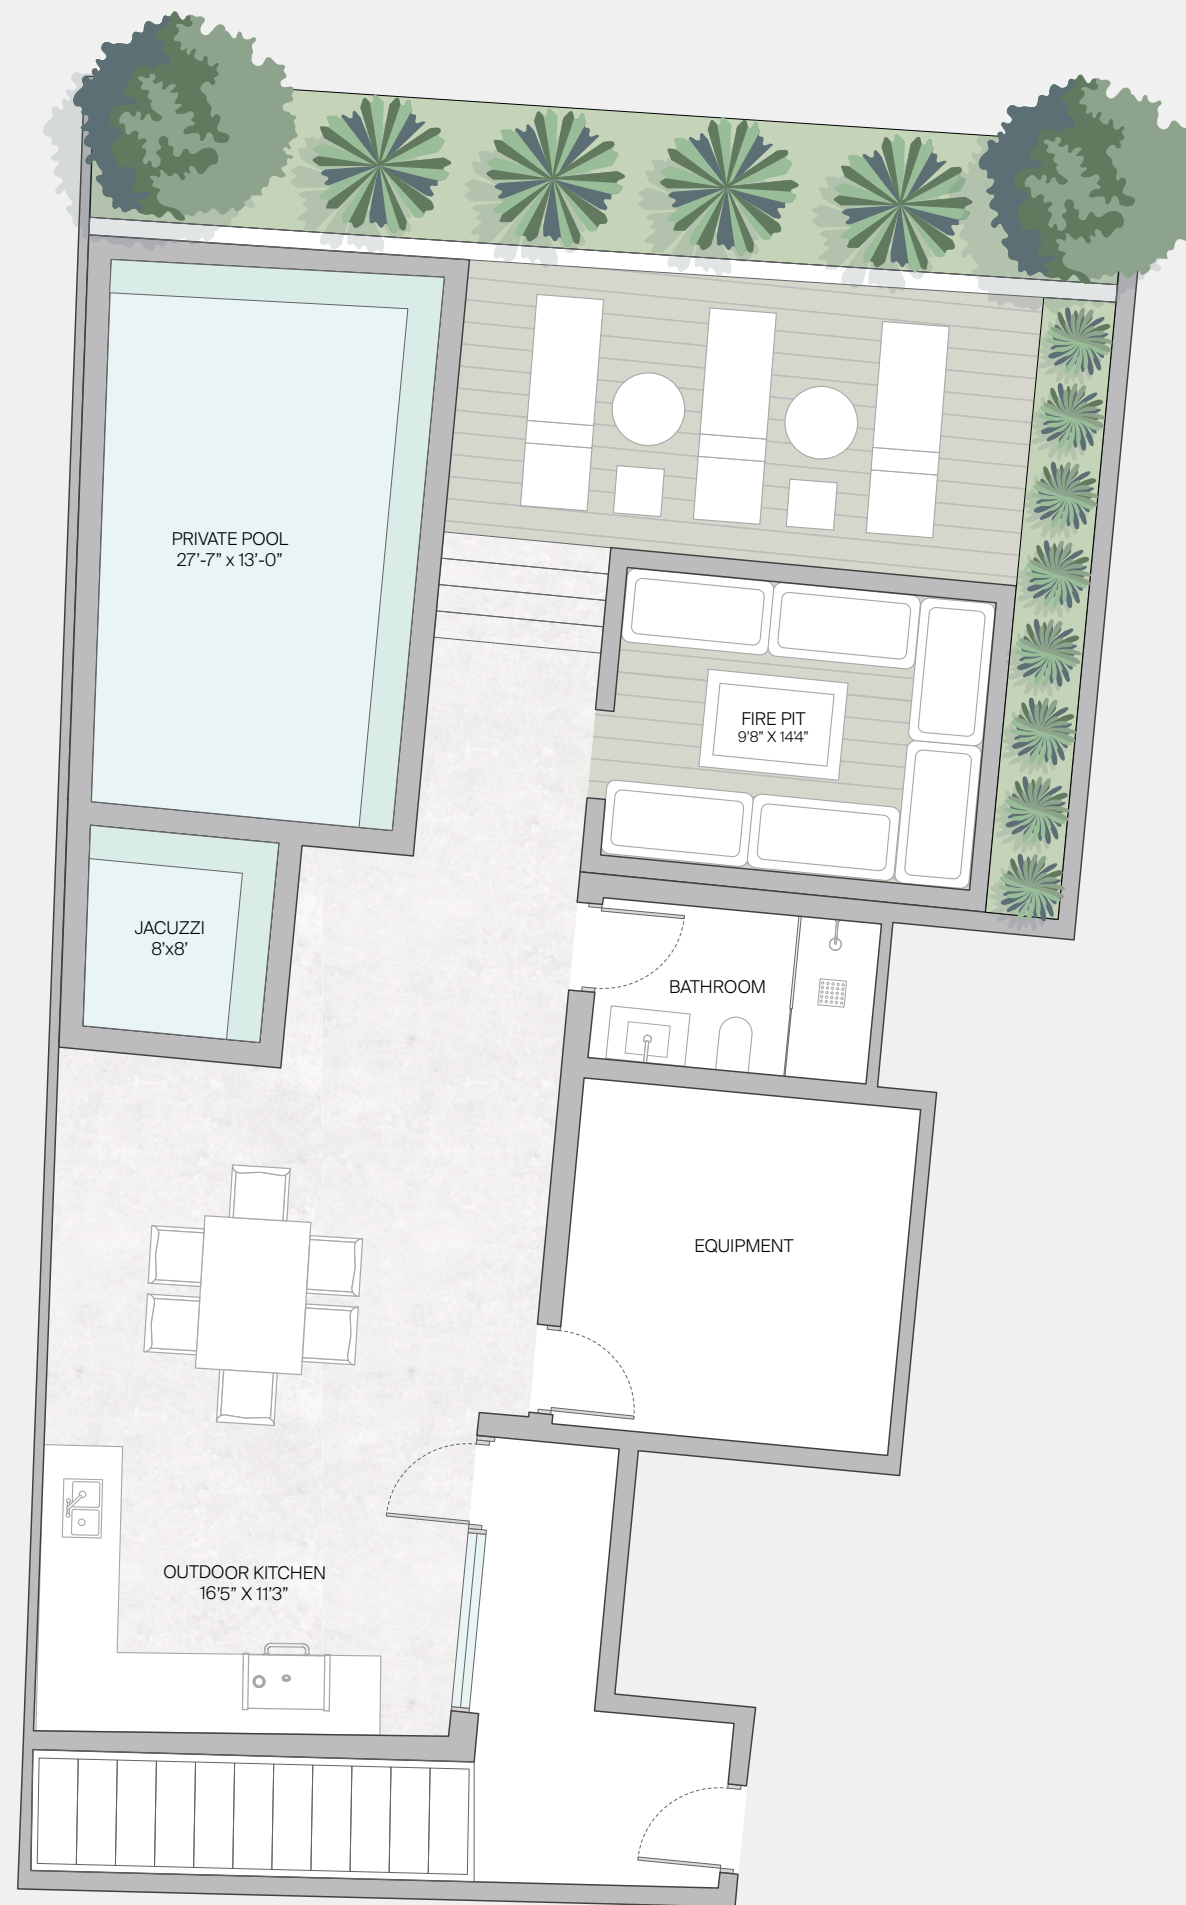 PRIVATE POOL
27'-7" x 13'-0"
FIRE PIT
9'8" X 14'4"
JACUZZI
8'x8'
BATHROOM
EQUIPMENT
OUTDOOR KITCHEN
16'5" X 11'3"